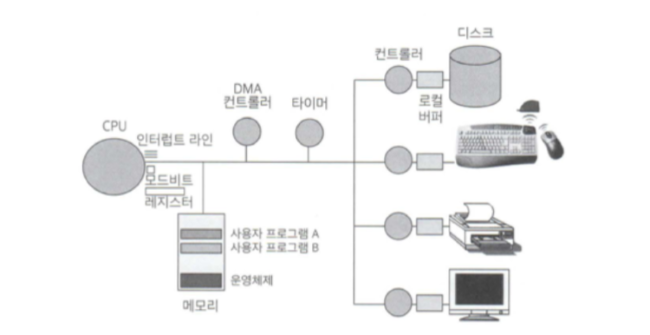 디스크
컨트롤러
DMA
컨트롤러
타이머
로컬
버퍼
CPU
인터럽트 라인
모드비트
레지스터
사용자 프로그램 A
사용자 프로그램 B
운영체제
메모리